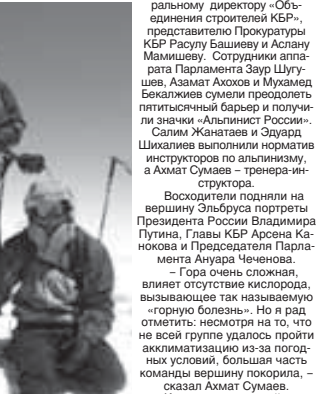 ральному директору «Объ-
единения строителей КБР»,
представителю Прокуратуры
КБР Расулу Башиеву и Аслану
Мамишеву. Сотрудники аппа-
рата Парламента Заур Шугу-
шев, Азамат Ахохов и Мухамед
Бекалжиев сумели преодолеть
пятитысячный барьер и получи-
ли значки «Альпинист России».
Салим Жанатаев и Эдуард
Шихалиев выполнили норматив
инструкторов по альпинизму,
а Ахмат Сумаев – тренера-ин-
структора.
Восходители подняли на
вершину Эльбруса портреты
Президента России Владимира
Путина, Главы КБР Арсена Ка-
нокова и Председателя Парла-
мента Ануара Чеченова.
– Гора очень сложная,
влияет отсутствие кислорода,
вызывающее так называемую
«горную болезнь». Но я рад
отметить: несмотря на то, что
не всей группе удалось пройти
акклиматизацию из-за погод-
ных условий, большая часть
команды вершину покорила, –
сказал Ахмат Сумаев.